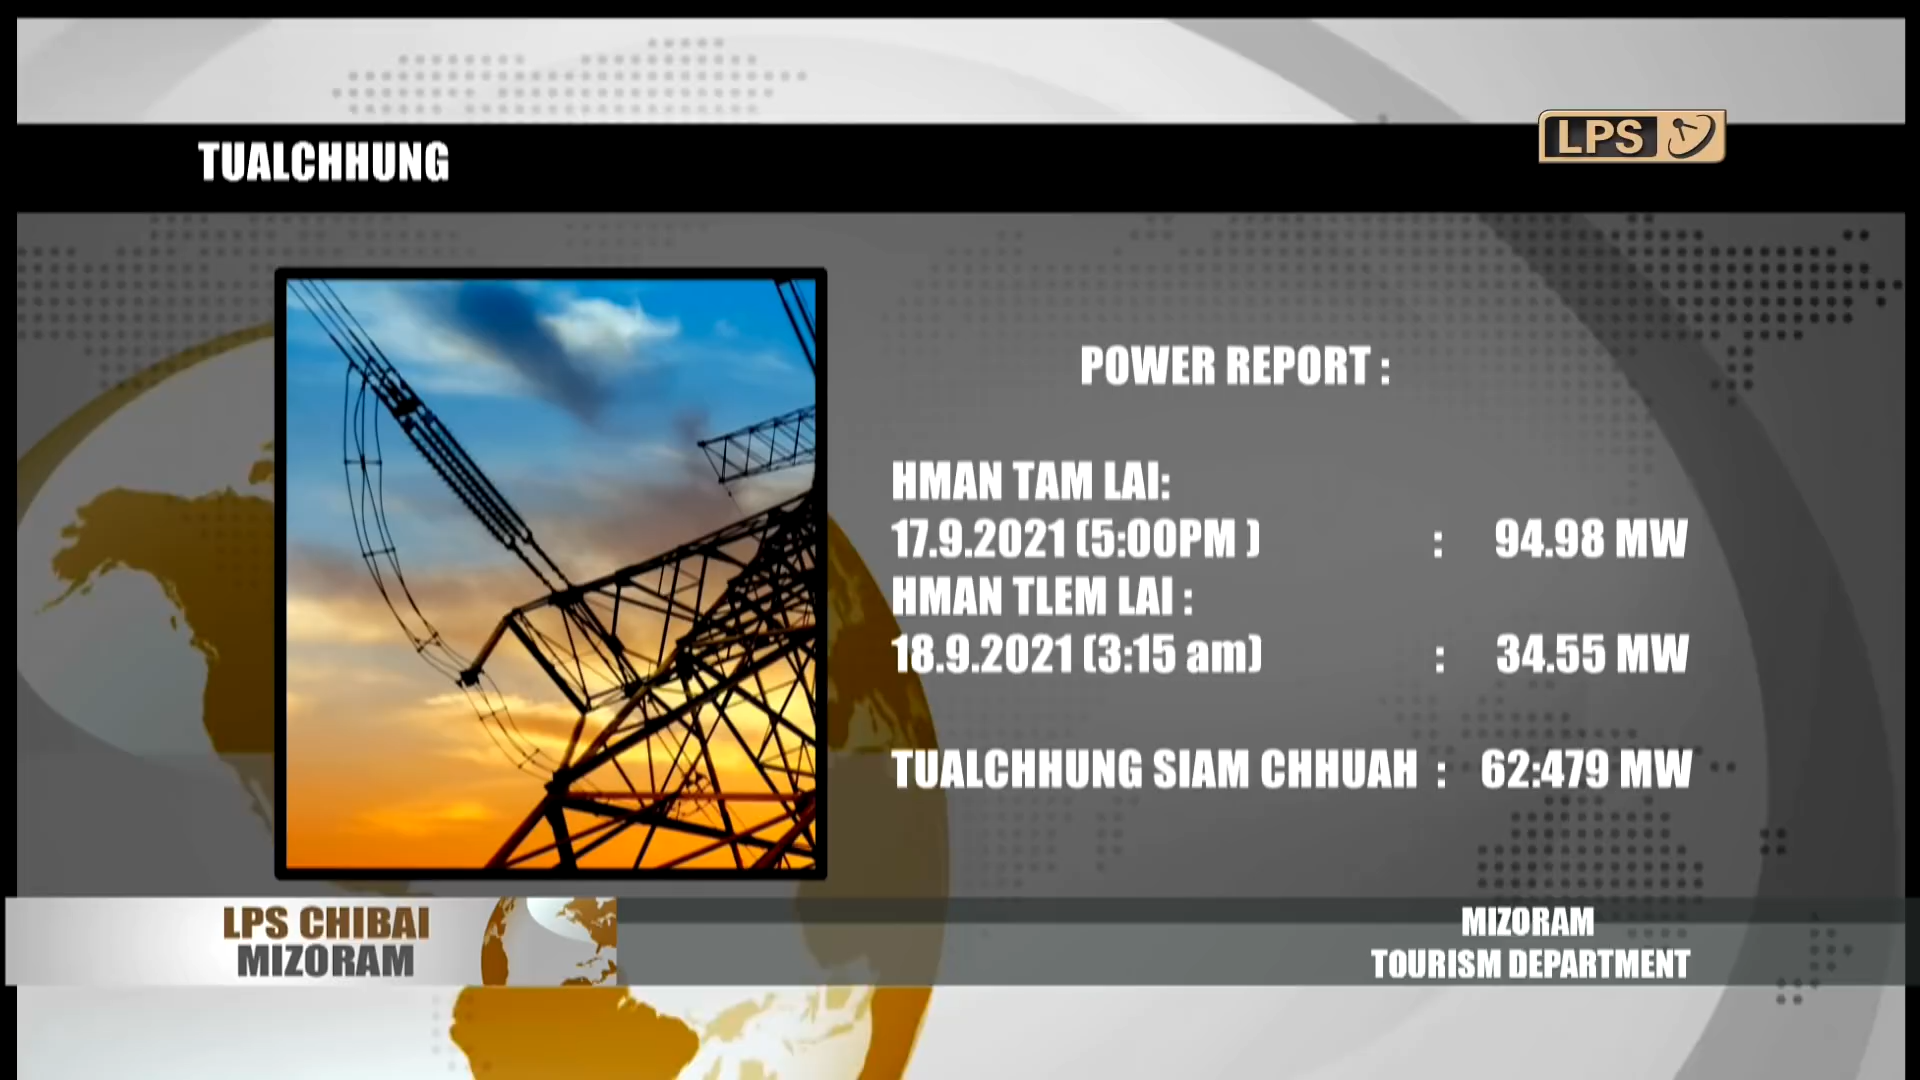 TUALCHHUNG
LPS
POWER REPORT :
HMAN TAM LAI:
17.9.2021 (5:00PM ) : 94.98 MW
HMAN TLEM LAI :
18.9.2021 (3:15 am) : 34.55 MW
TUALCHHUNG SIAM CHHUAH : 62:479 MW
LPS CHIBAI
MIZORAM
MIZORAM
TOURISM DEPARTMENT